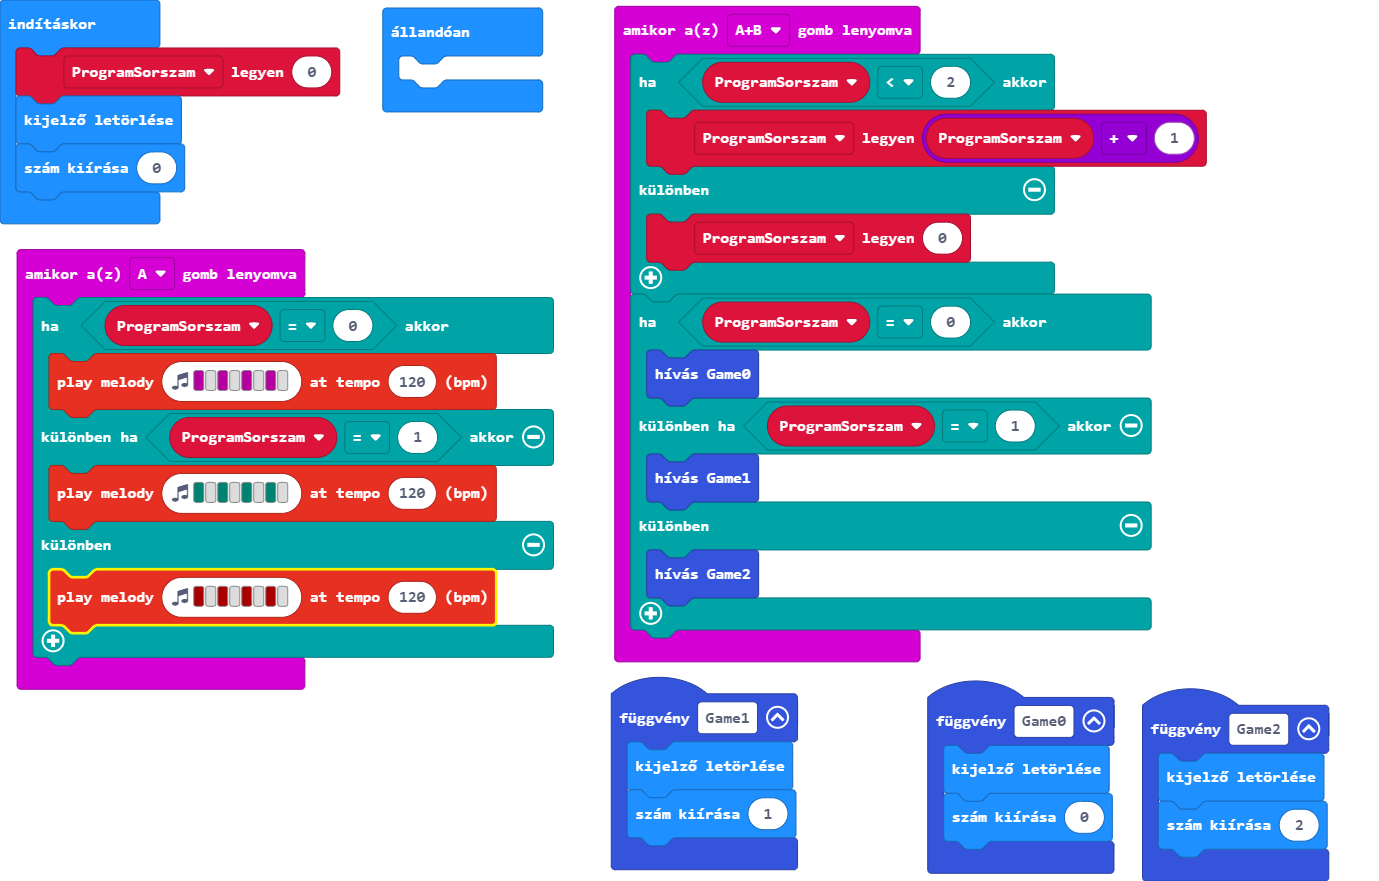 indításkor
ProgramSorszam legyen 0
kijelző letörlése
szám kiírása 0
állandóan
amikor a(z) A gomb lenyomva
ha ProgramSorszam = 0 akkor
play melody at tempo 120 (bpm)
különben ha ProgramSorszam = 1 akkor
play melody at tempo 120 (bpm)
különben
play melody at tempo 120 (bpm)
amikor a(z) A+B gomb lenyomva
ha ProgramSorszam < 2 akkor
ProgramSorszam legyen ProgramSorszam + 1
különben
ProgramSorszam legyen 0
ha ProgramSorszam = 0 akkor
hívás Game0
különben ha ProgramSorszam = 1 akkor
hívás Game1
különben
hívás Game2
függvény Game1
kijelző letörlése
szám kiírása 1
függvény Game0
kijelző letörlése
szám kiírása 0
függvény Game2
kijelző letörlése
szám kiírása 2